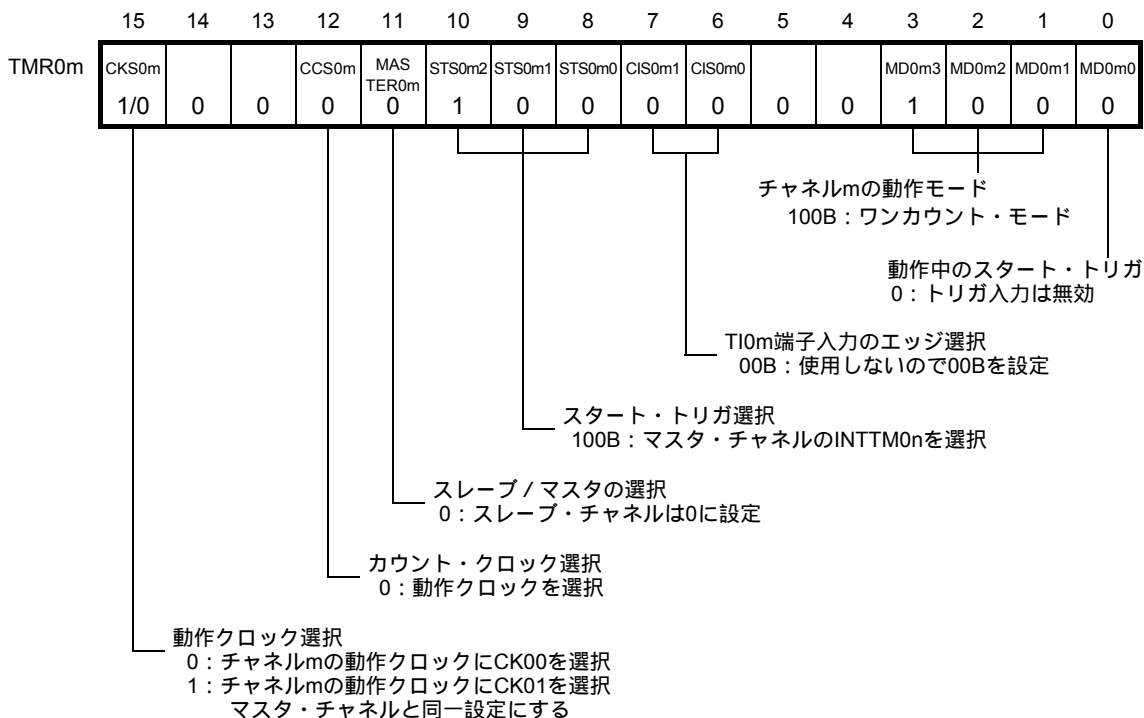 15 14 13 12 11 10 9 8 7 6 5 4 3 2 1 0
TMR0m CKS0m CCS0m MAS TER0m STS0m2 STS0m1 STS0m0 CIS0m1 CIS0m0 MD0m3 MD0m2 MD0m1 MD0m0
1/0 0 0 0 0 1 0 0 0 0 0 0 1 0 0 0
チャネルmの動作モード
100B：ワンカウント・モード
動作中のスタート・トリガ
0：トリガ入力は無効
TI0m端子入力のエッジ選択
00B：使用しないので00Bを設定
スタート・トリガ選択
100B：マスタ・チャネルのINTTM0nを選択
スレーブ／マスタの選択
0：スレーブ・チャネルは0に設定
カウント・クロック選択
0：動作クロックを選択
動作クロック選択
0：チャネルmの動作クロックにCK00を選択
1：チャネルmの動作クロックにCK01を選択
マスタ・チャネルと同一設定にする